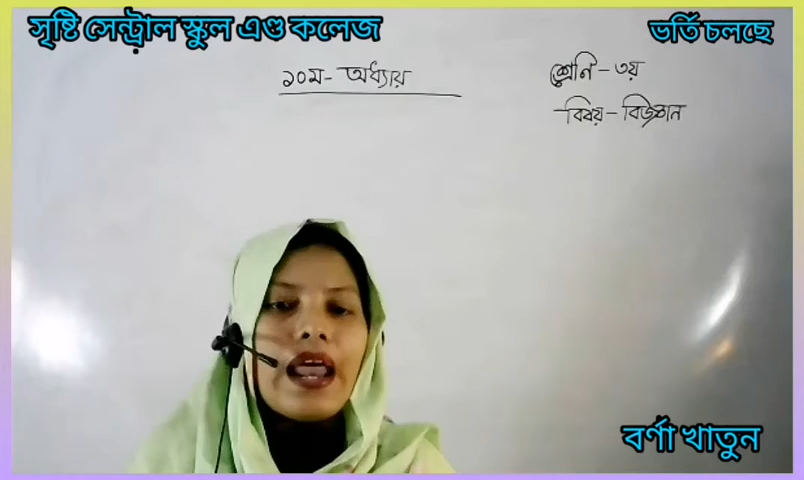 সৃষ্টি সেন্ট্রাল স্কুল এণ্ড কলেজ
ভর্তি চলছে
১০ম- অধ্যায়
শ্রেনি - ৩য়
বিষয় - বিজ্ঞান
বর্ণা খাতুন